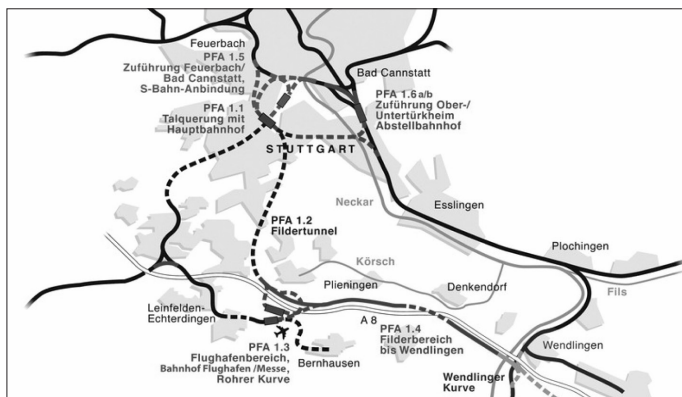 Feuerbach
PFA 1.5
Zuführung Feuerbach/
Bad Cannstatt,
S-Bahn-Anbindung
Bad Cannstatt
PFA 1.6 a/b
Zuführung Ober-/
Untertürkheim
Abstellbahnhof
PFA 1.1
Talquerung mit
Hauptbahnhof
STUTTGART
Neckar
Esslingen
PFA 1.2
Fildertunnel
Plochingen
Körsch
Fils
Plieningen
Denkendorf
Leinfelden-
Echterdingen
A 8
PFA 1.4
Filderbereich
bis Wendlingen
Wendlingen
PFA 1.3
Flughafenbereich,
Bahnhof Flughafen /Messe,
Rohrer Kurve
Bernhausen
Wendlinger
Kurve